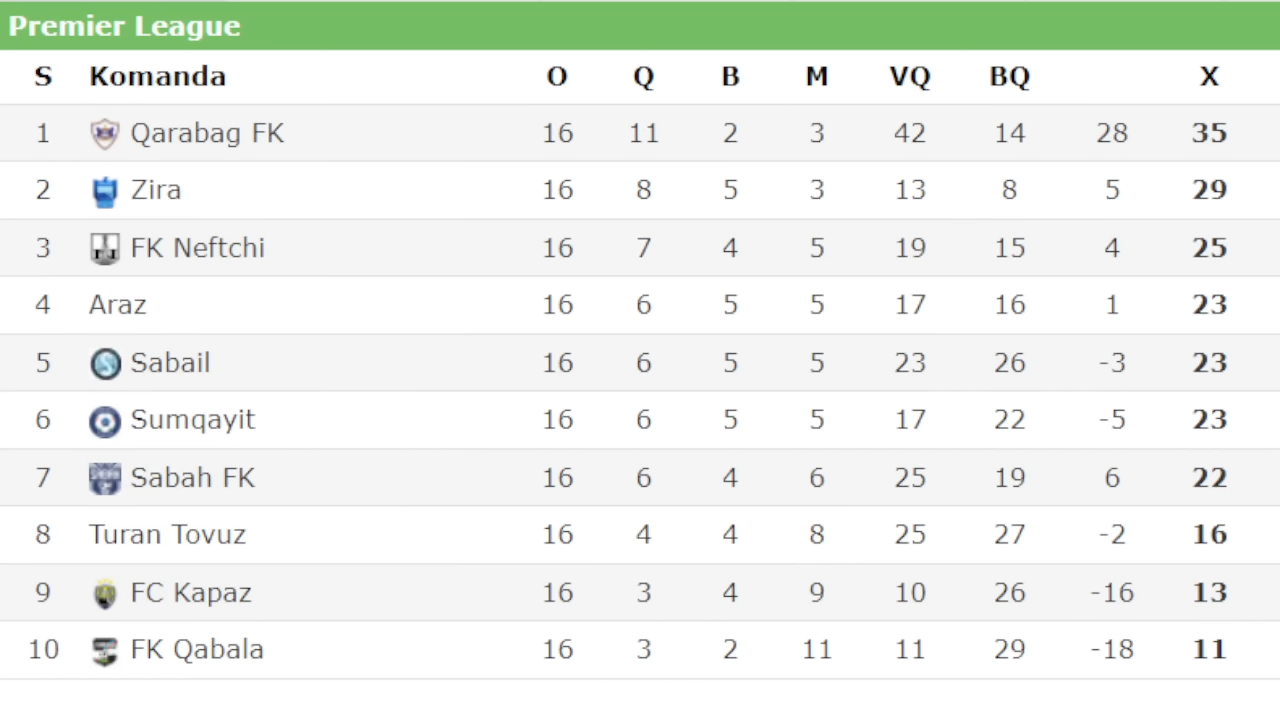 Premier League
S Komanda O Q B M VQ BQ X
1 Qarabag FK 16 11 2 3 42 14 28 35
2 Zira 16 8 5 3 13 8 5 29
3 FK Neftchi 16 7 4 5 19 15 4 25
4 Araz 16 6 5 5 17 16 1 23
5 Sabail 16 6 5 5 23 26 -3 23
6 Sumqayit 16 6 5 5 17 22 -5 23
7 Sabah FK 16 6 4 6 25 19 6 22
8 Turan Tovuz 16 4 4 8 25 27 -2 16
9 FC Kapaz 16 3 4 9 10 26 -16 13
10 FK Qabala 16 3 2 11 11 29 -18 11